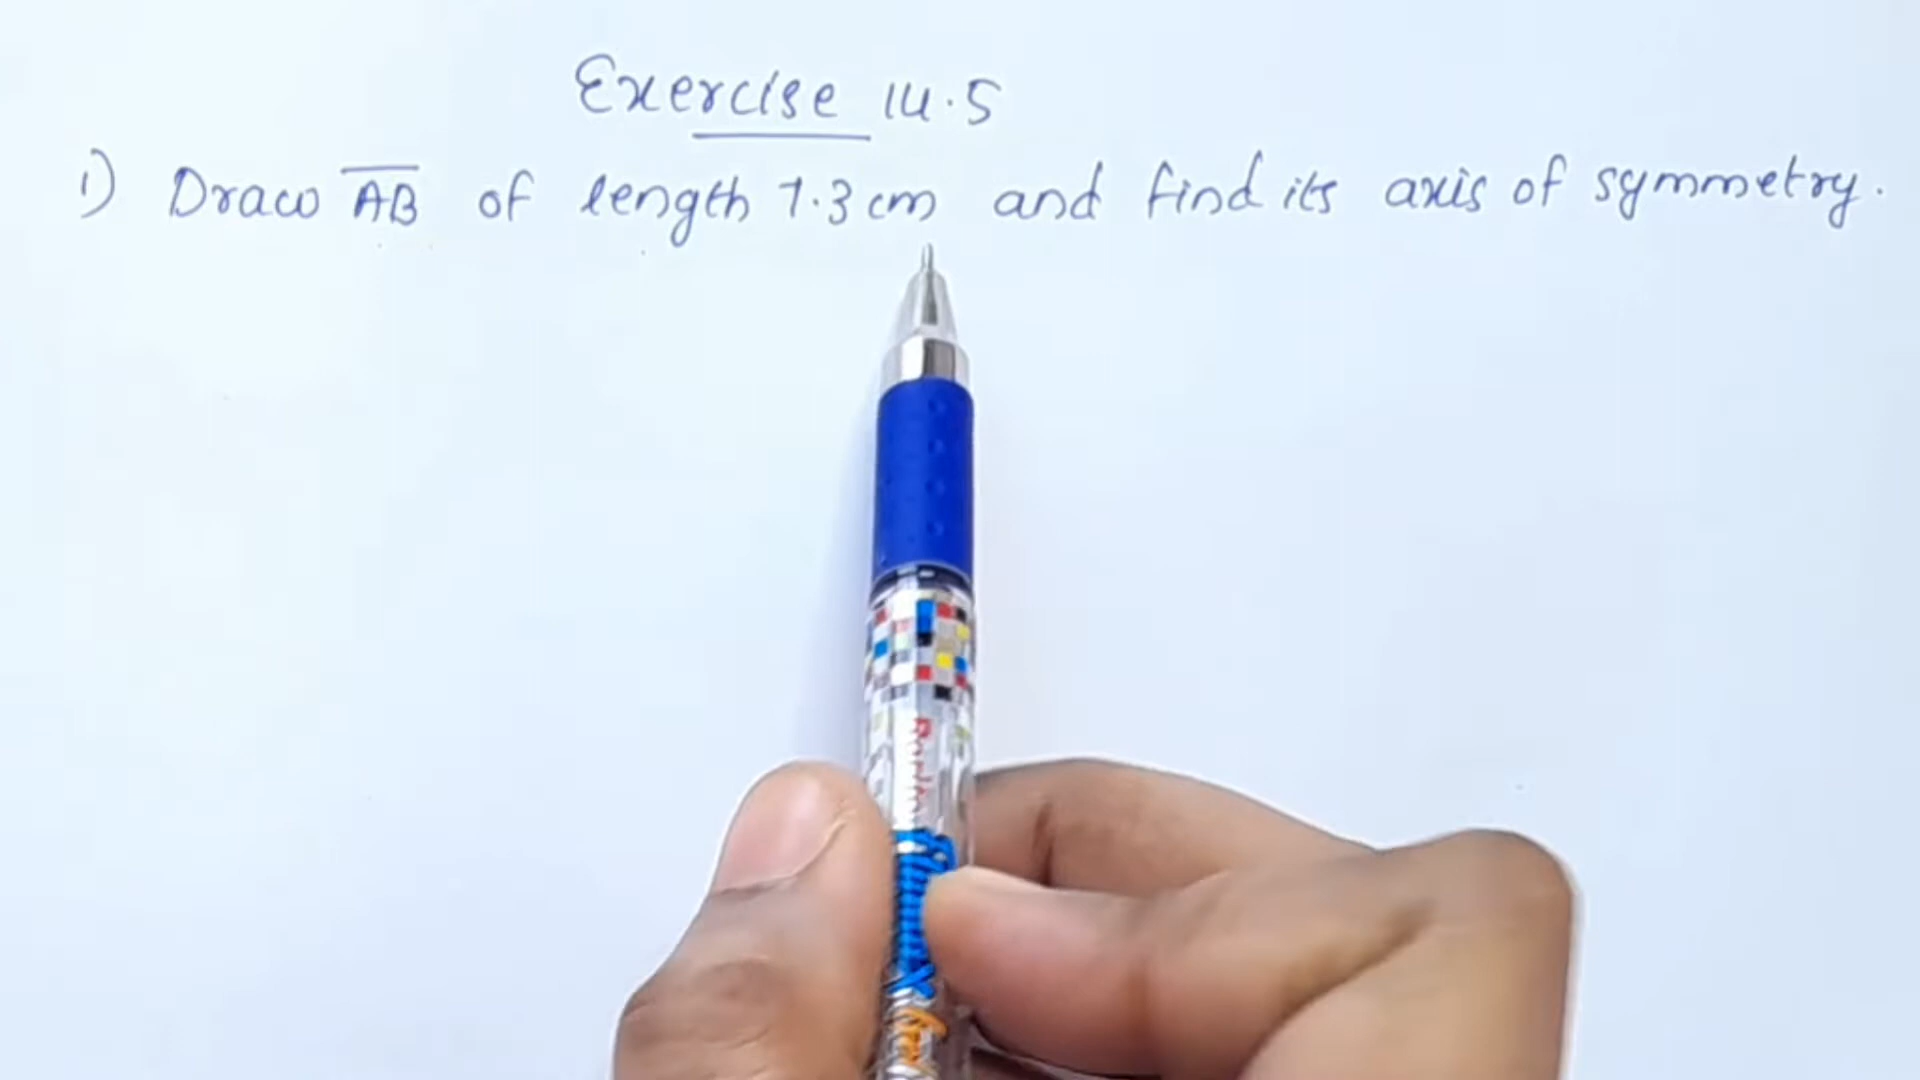 Exercise 14.5
1) Draw AB of length 7.3 cm and find its axis of symmetry.